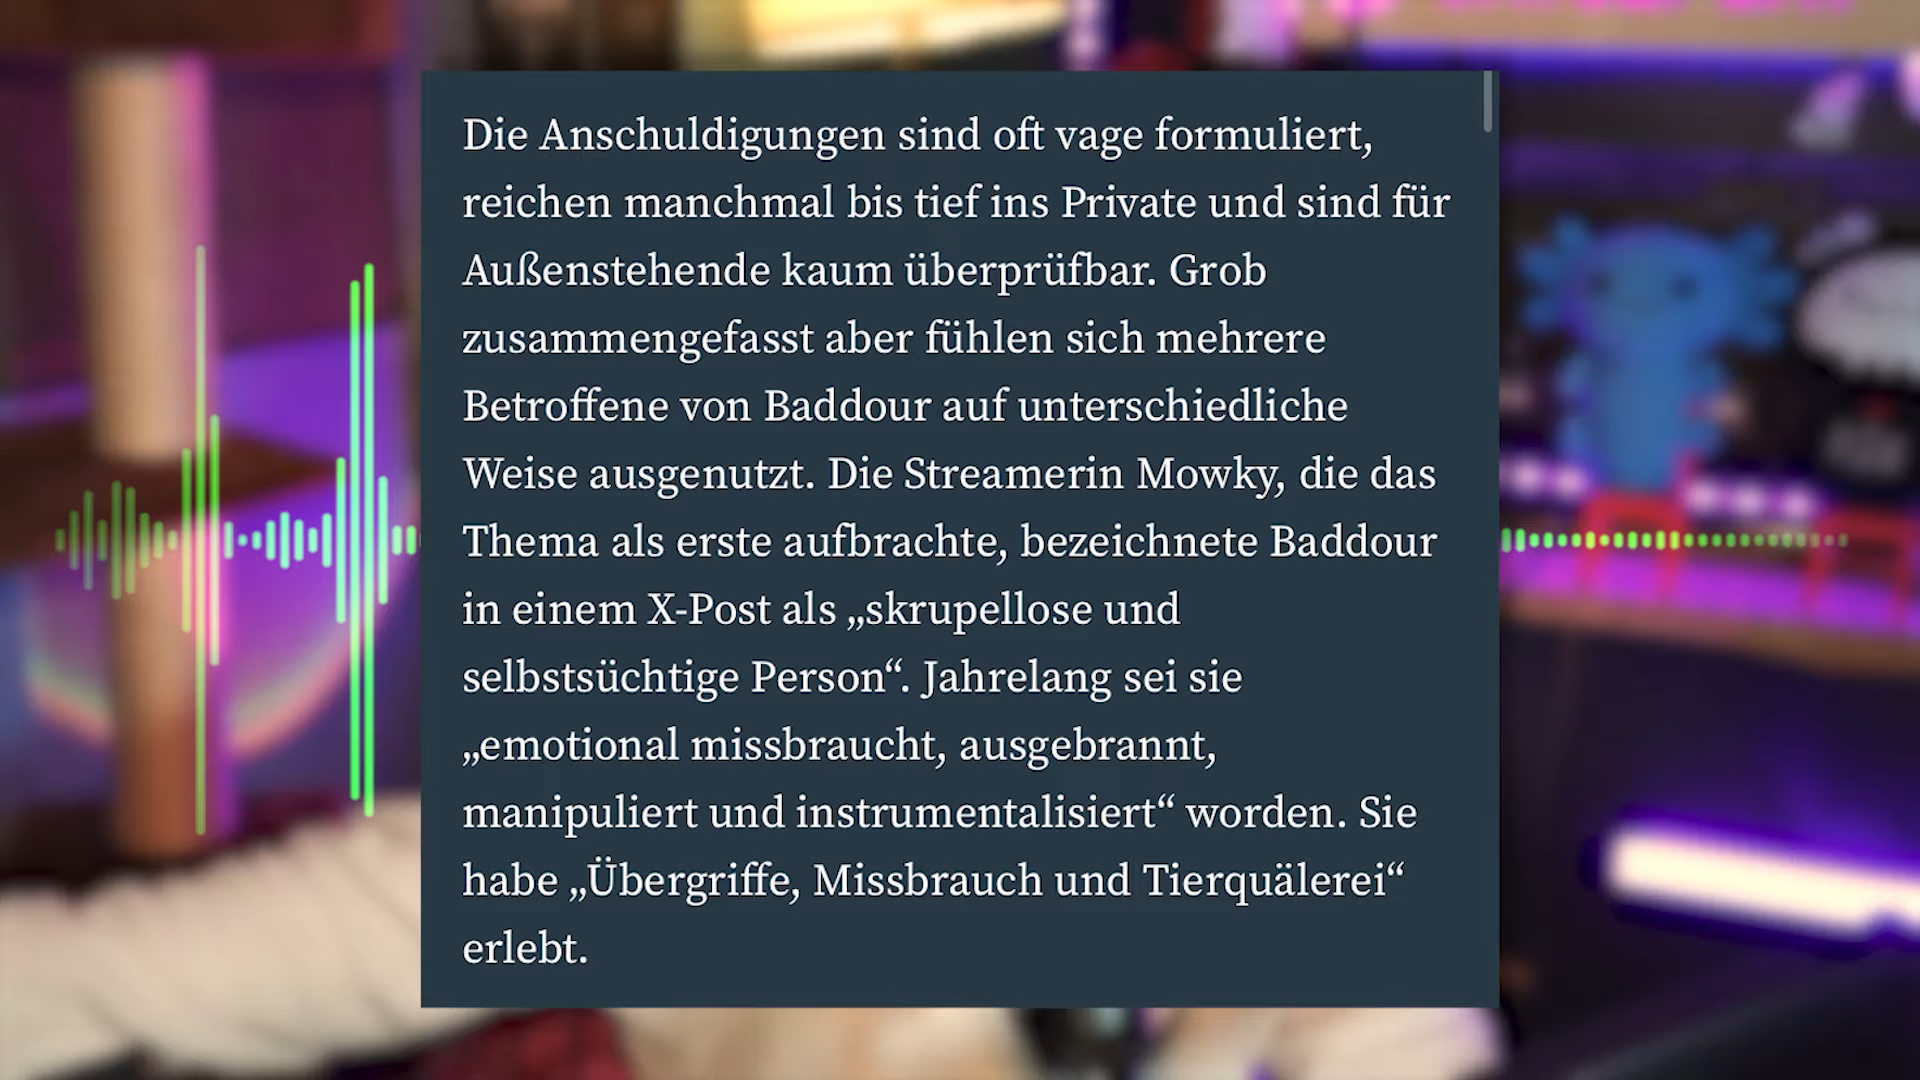 Die Anschuldigungen sind oft vage formuliert,
reichen manchmal bis tief ins Private und sind für
Außenstehende kaum überprüfbar. Grob
zusammengefasst aber fühlen sich mehrere
Betroffene von Baddour auf unterschiedliche
Weise ausgenutzt. Die Streamerin Mowky, die das
Thema als erste aufbrachte, bezeichnete Baddour
in einem X-Post als „skrupellose und
selbstsüchtige Person“. Jahrelang sei sie
„emotional missbraucht, ausgebrannt,
manipuliert und instrumentalisiert“ worden. Sie
habe „Übergriffe, Missbrauch und Tierquälerei“
erlebt.